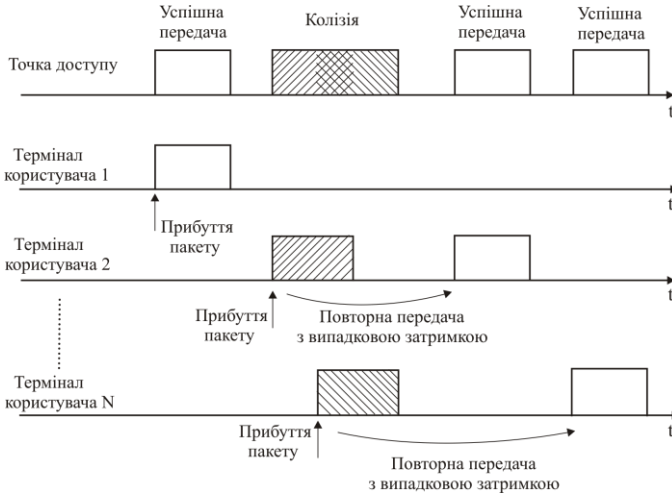 Успішна
передача
Колізія
Успішна
передача
Успішна
передача
Точка доступу
t
Термінал
користувача 1
t
Прибуття
пакету
Термінал
користувача 2
t
Прибуття
пакету
Повторна передача
з випадковою затримкою
Термінал
користувача N
t
Прибуття
пакету
Повторна передача
з випадковою затримкою